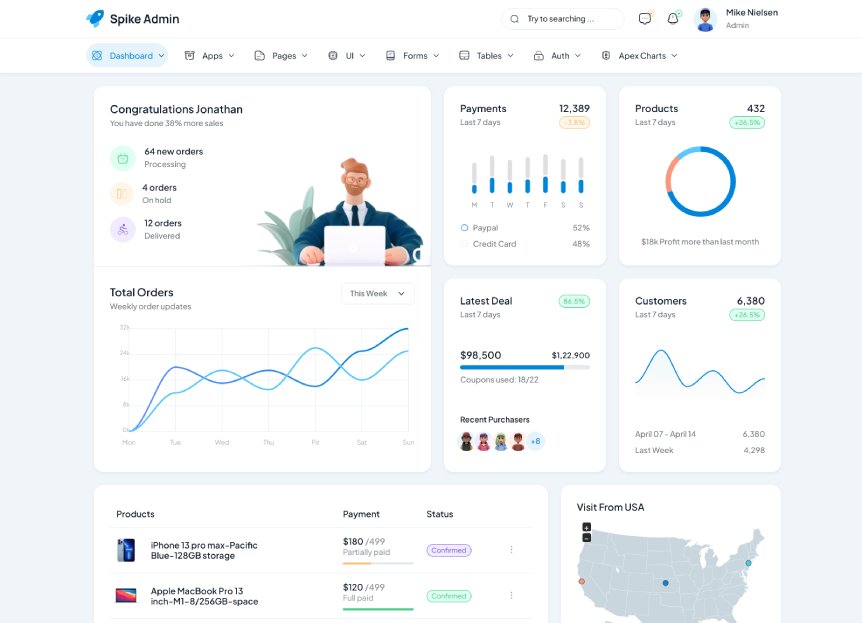 Spike Admin
Try to searching ...
Mike Nielsen
Admin
Dashboard
Apps
Pages
UI
Forms
Tables
Auth
Apex Charts
Congratulations Jonathan
You have done 38% more sales
64 new orders
Processing
4 orders
On hold
12 orders
Delivered
Payments 12,389
Last 7 days -3.8%
M T W T F S S
Paypal 52%
Credit Card 48%
Products 432
Last 7 days +26.5%
$18k Profit more than last month
Total Orders
Weekly order updates
This Week
32k
24k
16k
8k
0k
Mon Tue Wed Thu Fri Sat Sun
Latest Deal 86.5%
Last 7 days
$98,500 $1,22,900
Coupons used: 18/22
Recent Purchasers
+8
Customers 6,380
Last 7 days +26.5%
April 07 - April 14 6,380
Last Week 4,298
Products Payment Status
iPhone 13 pro max-Pacific
Blue-128GB storage
$180 /499
Partially paid
Confirmed
Apple MacBook Pro 13
inch-M1-8/256GB-space
$120 /499
Full paid
Confirmed
Visit From USA
+
−